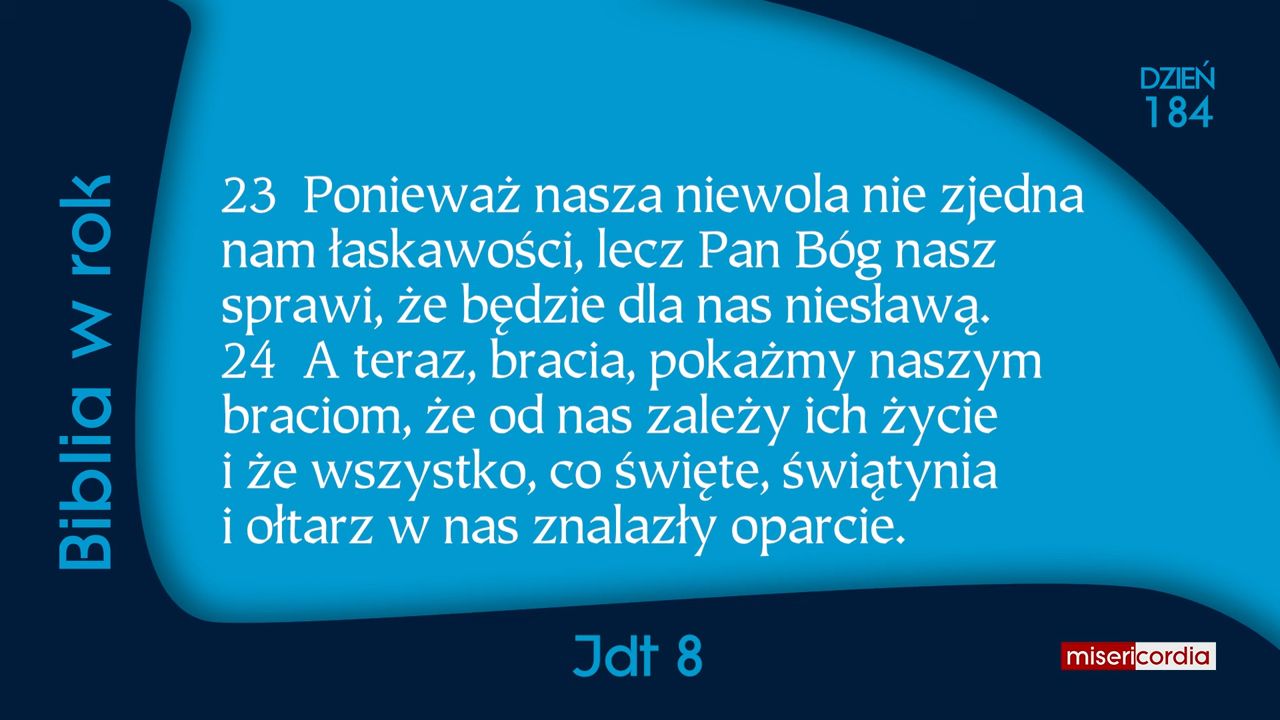 DZIEŃ
184
Biblia w rok
23 Ponieważ nasza niewola nie zjedna
nam łaskawości, lecz Pan Bóg nasz
sprawi, że będzie dla nas niesławą.
24 A teraz, bracia, pokażmy naszym
braciom, że od nas zależy ich życie
i że wszystko, co święte, świątynia
i ołtarz w nas znalazły oparcie.
Jdt 8
misericordia